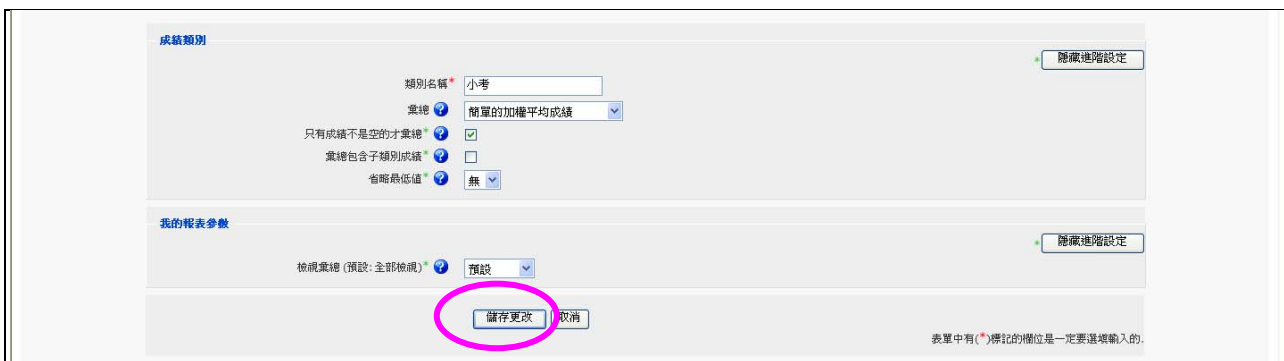 成績類別
* 隱藏進階設定
類別名稱* 小考
彙總 簡單的加權平均成績
只有成績不是空的才彙總*
彙總包含子類別成績*
省略最低值* 無
我的報表參數
* 隱藏進階設定
檢視彙總 (預設: 全部檢視)* 預設
儲存更改 取消
表單中有(*)標記的欄位是一定要選填輸入的.